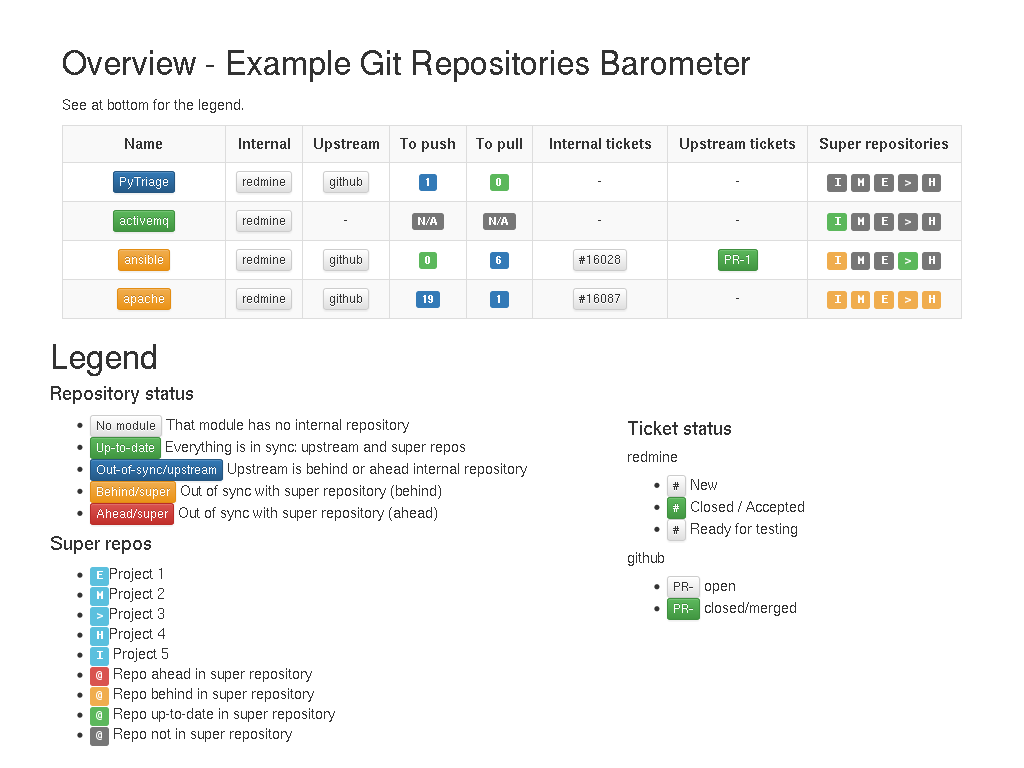 Overview - Example Git Repositories Barometer
See at bottom for the legend.
Name Internal Upstream To push To pull Internal tickets Upstream tickets Super repositories
PyTriage redmine github 1 0 - - I M E > H
activemq redmine - N/A N/A - - I M E > H
ansible redmine github 0 6 #16028 PR-1 I M E > H
apache redmine github 19 1 #16087 - I M E > H
Legend
Repository status
No module That module has no internal repository
Up-to-date Everything is in sync: upstream and super repos
Out-of-sync/upstream Upstream is behind or ahead internal repository
Behind/super Out of sync with super repository (behind)
Ahead/super Out of sync with super repository (ahead)
Super repos
E Project 1
M Project 2
> Project 3
H Project 4
I Project 5
@ Repo ahead in super repository
@ Repo behind in super repository
@ Repo up-to-date in super repository
@ Repo not in super repository
Ticket status
redmine
# New
# Closed / Accepted
# Ready for testing
github
PR- open
PR- closed/merged